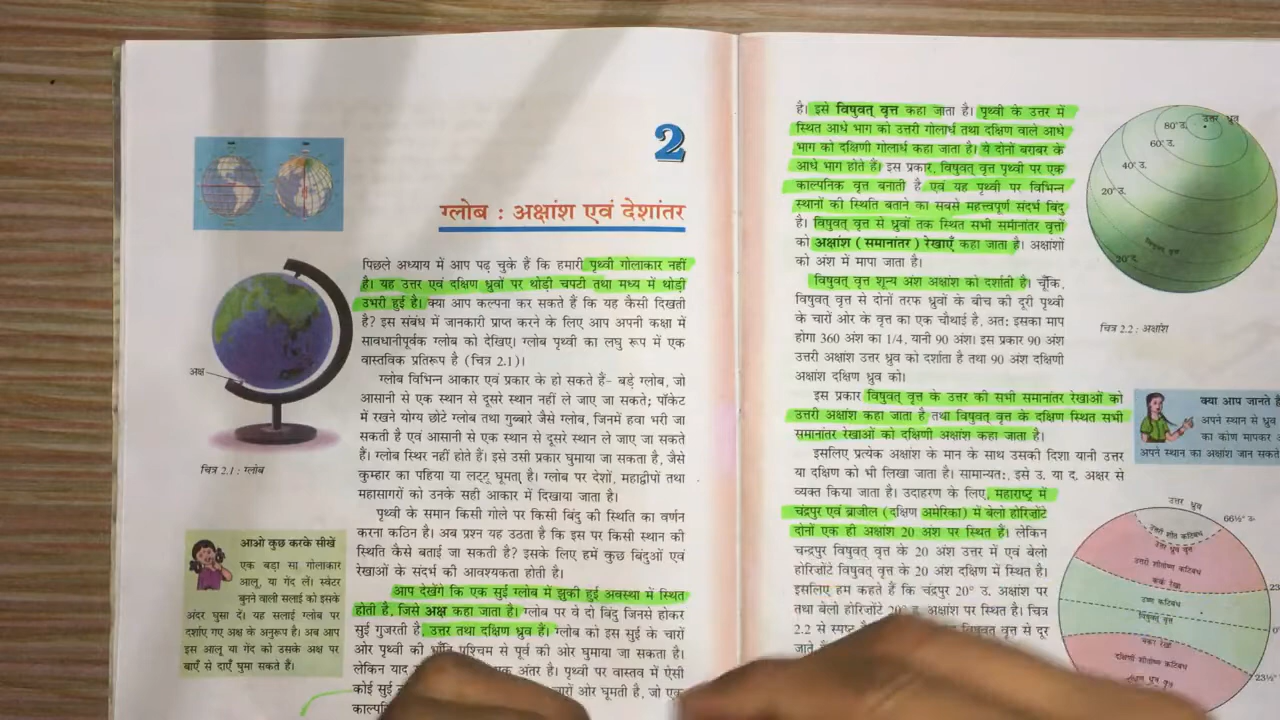 2
ग्लोब : अक्षांश एवं देशांतर
पिछले अध्याय में आप पढ़ चुके हैं कि हमारी पृथ्वी गोलाकार नहीं
है। यह उत्तर एवं दक्षिण ध्रुवों पर थोड़ी चपटी तथा मध्य में थोड़ी
उभरी हुई है। क्या आप कल्पना कर सकते हैं कि यह कैसी दिखती
है? इस संबंध में जानकारी प्राप्त करने के लिए आप अपनी कक्षा में
सावधानीपूर्वक ग्लोब को देखिए। ग्लोब पृथ्वी का लघु रूप में एक
वास्तविक प्रतिरूप है (चित्र 2.1)।
ग्लोब विभिन्न आकार एवं प्रकार के हो सकते हैं- बड़े ग्लोब, जो
आसानी से एक स्थान से दूसरे स्थान नहीं ले जाए जा सकते; पॉकेट
में रखने योग्य छोटे ग्लोब तथा गुब्बारे जैसे ग्लोब, जिनमें हवा भरी जा
सकती है एवं आसानी से एक स्थान से दूसरे स्थान ले जाए जा सकते
हैं। ग्लोब स्थिर नहीं होते हैं। इसे उसी प्रकार घुमाया जा सकता है, जैसे
कुम्हार का पहिया या लट्टू घूमता है। ग्लोब पर देशों, महाद्वीपों तथा
महासागरों को उनके सही आकार में दिखाया जाता है।
पृथ्वी के समान किसी गोले पर किसी बिंदु की स्थिति का वर्णन
करना कठिन है। अब प्रश्न यह उठता है कि इस पर किसी स्थान की
स्थिति कैसे बताई जा सकती है? इसके लिए हमें कुछ बिंदुओं एवं
रेखाओं के संदर्भ की आवश्यकता होती है।
आप देखेंगे कि एक सुई ग्लोब में झुकी हुई अवस्था में स्थित
होती है, जिसे अक्ष कहा जाता है। ग्लोब पर वे दो बिंदु जिनसे होकर
सुई गुजरती है, उत्तर तथा दक्षिण ध्रुव हैं। ग्लोब को इस सुई के चारों
और पृथ्वी की भाँति पश्चिम से पूर्व की ओर घुमाया जा सकता है।
लेकिन याद अंतर है। पृथ्वी पर वास्तव में ऐसी
कोई सुई ओर घूमती है, जो एक
अक्ष
चित्र 2.1 : ग्लोब
आओ कुछ करके सीखें
एक बड़ा सा गोलाकार
आलू, या गेंद लें। स्वेटर
बुनने वाली सलाई को इसके
अंदर घुसा दें। यह सलाई ग्लोब पर
दर्शाए गए अक्ष के अनुरूप है। अब आप
इस आलू या गेंद को उसके अक्ष पर
बाएँ से दाएँ घुमा सकते हैं।
है। इसे विषुवत् वृत्त कहा जाता है। पृथ्वी के उत्तर में
स्थित आधे भाग को उत्तरी गोलार्ध तथा दक्षिण वाले आधे
भाग को दक्षिणी गोलार्ध कहा जाता है। ये दोनों बराबर के
आधे भाग होते हैं। इस प्रकार, विषुवत् वृत्त पृथ्वी पर एक
काल्पनिक वृत्त बनाती है एवं यह पृथ्वी पर विभिन्न
स्थानों की स्थिति बताने का सबसे महत्त्वपूर्ण संदर्भ बिंदु
है। विषुवत् वृत्त से ध्रुवों तक स्थित सभी समानांतर वृत्तों
को अक्षांश (समानांतर) रेखाएँ कहा जाता है। अक्षांशों
को अंश में मापा जाता है।
विषुवत् वृत्त शून्य अंश अक्षांश को दर्शाती है। चूँकि,
विषुवत् वृत्त से दोनों तरफ ध्रुवों के बीच की दूरी पृथ्वी
के चारों ओर के वृत्त का एक चौथाई है, अत: इसका माप
होगा 360 अंश का 1/4, यानी 90 अंश। इस प्रकार 90 अंश
उत्तरी अक्षांश उत्तर ध्रुव को दर्शाता है तथा 90 अंश दक्षिणी
अक्षांश दक्षिण ध्रुव को।
इस प्रकार विषुवत् वृत्त के उत्तर की सभी समानांतर रेखाओं को
उत्तरी अक्षांश कहा जाता है तथा विषुवत् वृत्त के दक्षिण स्थित सभी
समानांतर रेखाओं को दक्षिणी अक्षांश कहा जाता है।
इसलिए प्रत्येक अक्षांश के मान के साथ उसकी दिशा यानी उत्तर
या दक्षिण को भी लिखा जाता है। सामान्यत:, इसे उ. या द. अक्षर से
व्यक्त किया जाता है। उदाहरण के लिए, महाराष्ट्र में
चंद्रपुर एवं ब्राजील (दक्षिण अमेरिका) में बेलो होरिजोंटे
दोनों एक ही अक्षांश 20 अंश पर स्थित हैं। लेकिन
चन्द्रपुर विषुवत् वृत्त के 20 अंश उत्तर में एवं बेलो
होरिजोंटे विषुवत् वृत्त के 20 अंश दक्षिण में स्थित है।
इसलिए हम कहते हैं कि चंद्रपुर 20° उ. अक्षांश पर
तथा बेलो होरिजोंटे 20° द. अक्षांश पर स्थित है। चित्र
2.2 से स्पष्ट विषुवत् वृत्त से दूर
जाते
उत्तर ध्रुव
80° उ.
60° उ.
40° उ.
20° उ.
विषुवत् वृत्त
20° द.
चित्र 2.2 : अक्षांश
क्या आप जानते
अपने स्थान से ध्रुव
का कोण मापकर
अपने स्थान का अक्षांश जान सकते
उत्तर ध्रुव
66½° उ.
उत्तरी शीत कटिबंध
उत्तर ध्रुव वृत्त
उत्तरी शीतोष्ण कटिबंध
कर्क रेखा
उष्ण कटिबंध
विषुवत् वृत्त
मकर रेखा
दक्षिणी शीतोष्ण कटिबंध
23½°